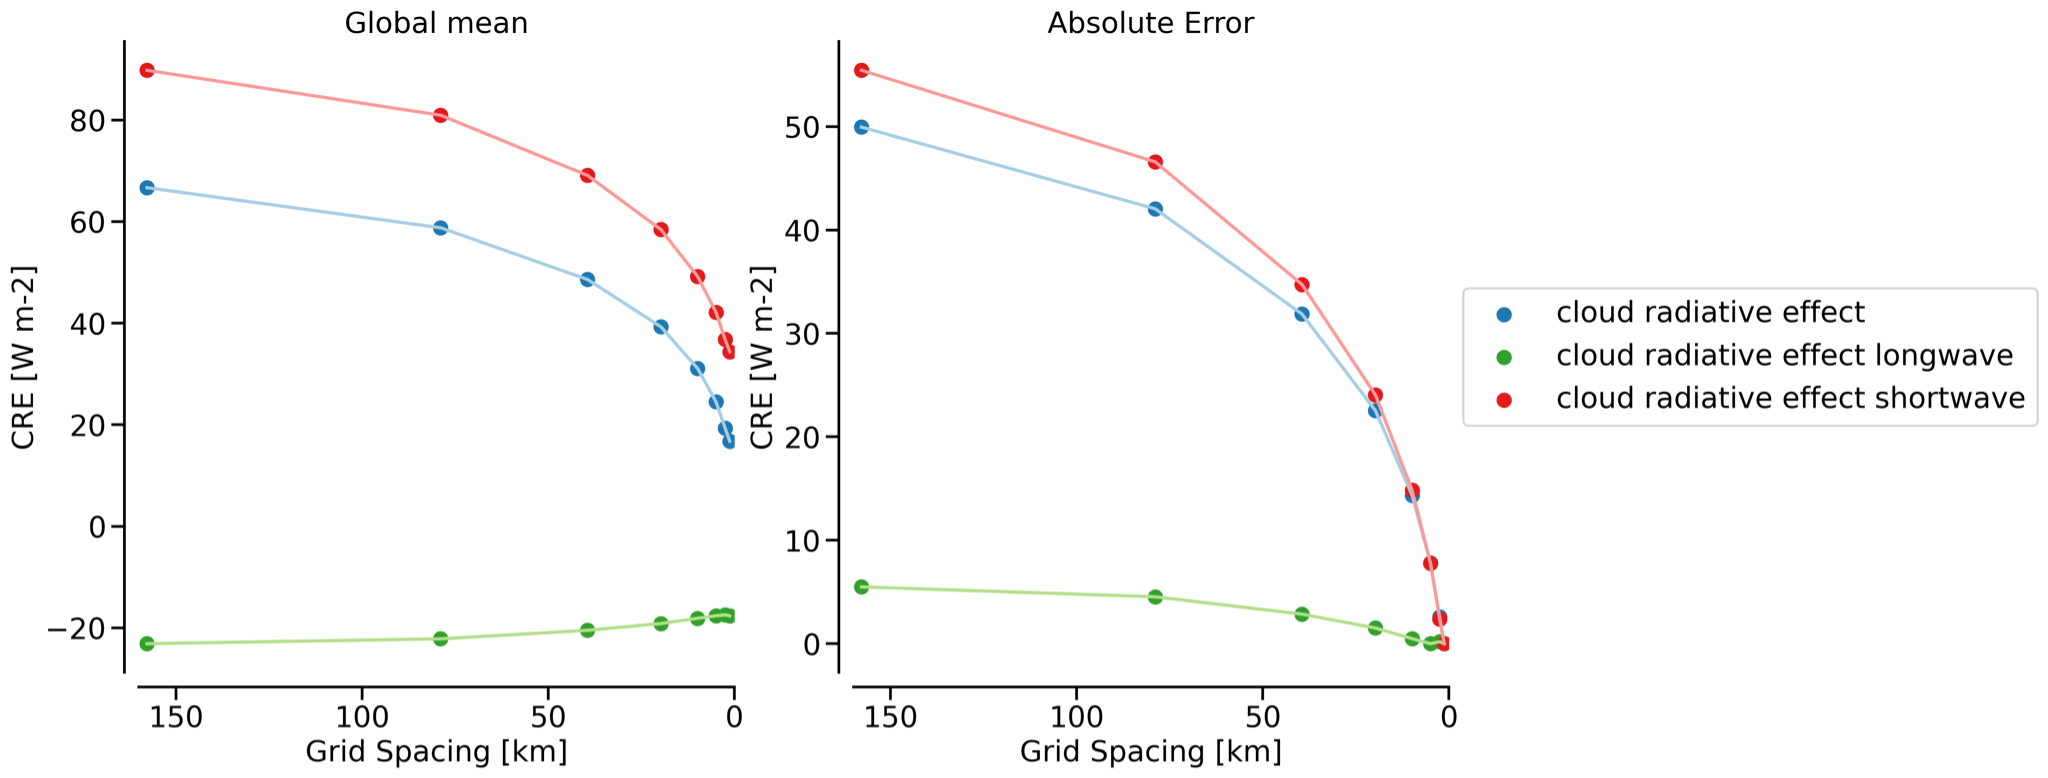 Global mean
CRE [W m-2]
80
60
40
20
0
−20
150 100 50 0
Grid Spacing [km]
Absolute Error
CRE [W m-2]
50
40
30
20
10
0
150 100 50 0
Grid Spacing [km]
cloud radiative effect
cloud radiative effect longwave
cloud radiative effect shortwave